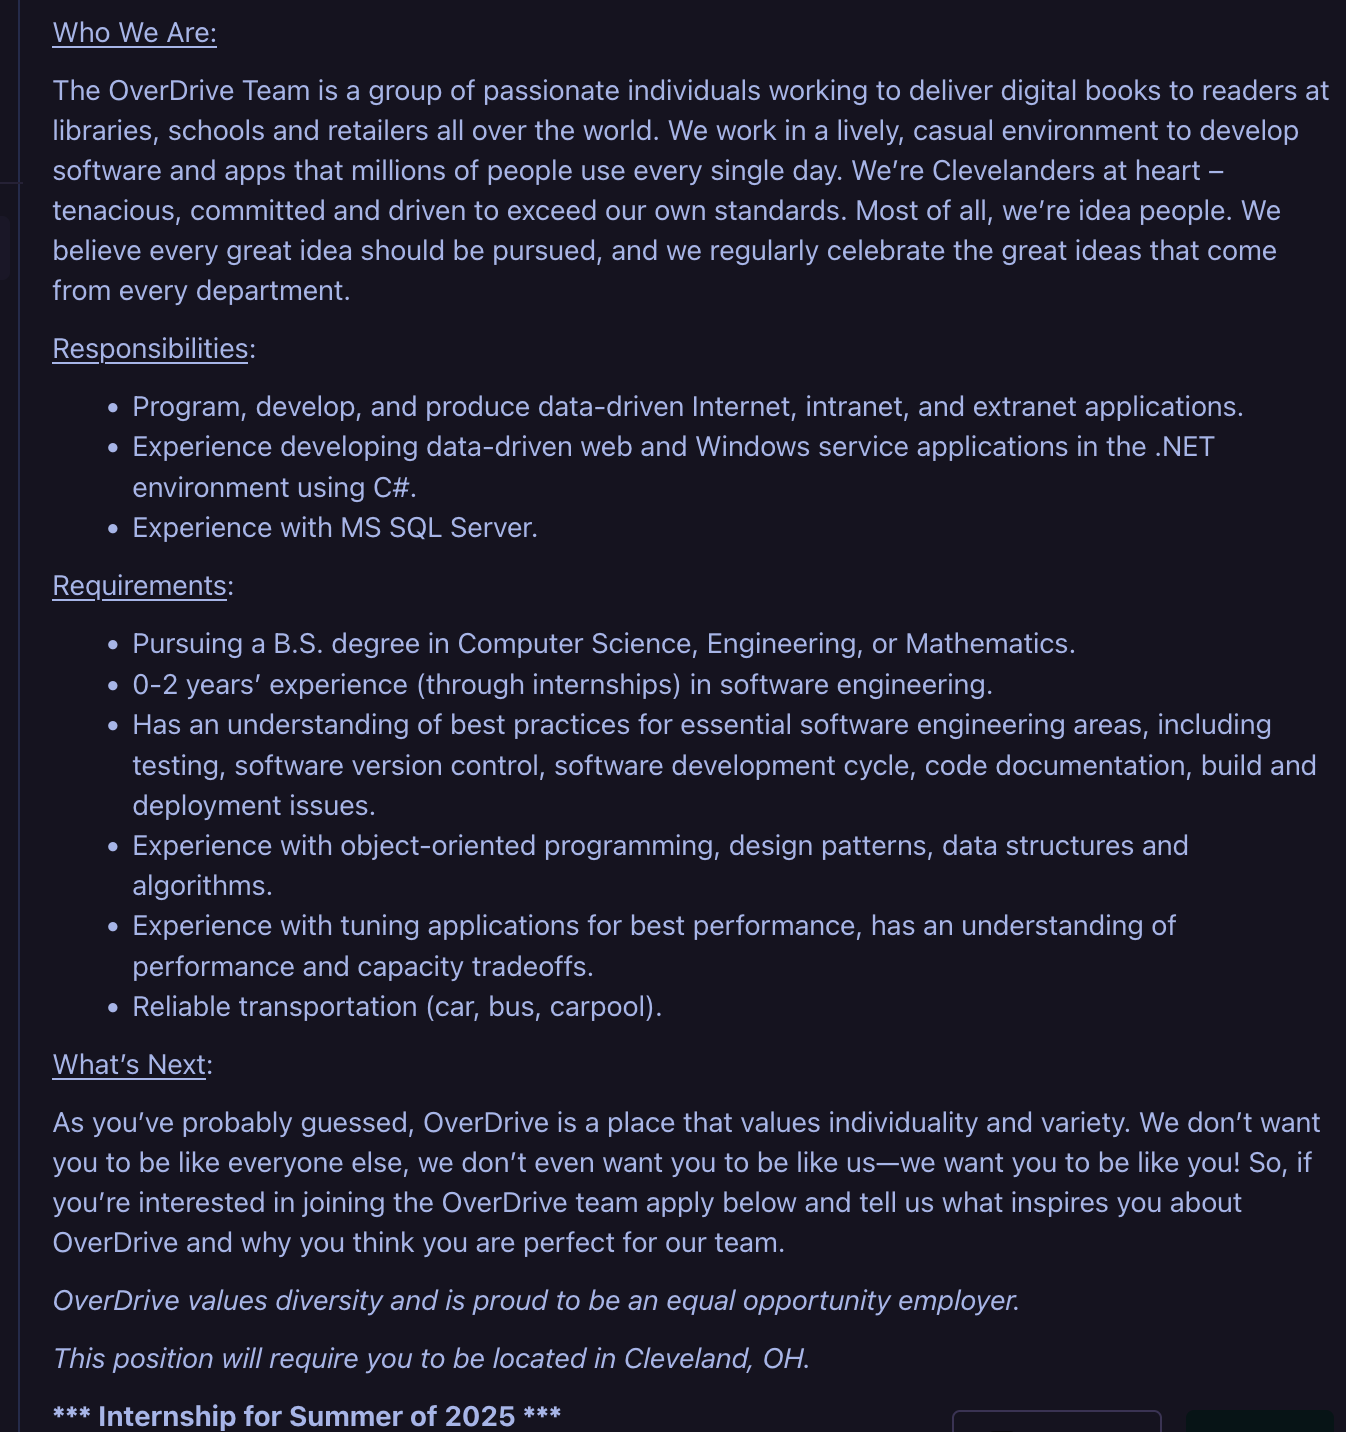 Who We Are:
The OverDrive Team is a group of passionate individuals working to deliver digital books to readers at
libraries, schools and retailers all over the world. We work in a lively, casual environment to develop
software and apps that millions of people use every single day. We’re Clevelanders at heart –
tenacious, committed and driven to exceed our own standards. Most of all, we’re idea people. We
believe every great idea should be pursued, and we regularly celebrate the great ideas that come
from every department.
Responsibilities:
• Program, develop, and produce data-driven Internet, intranet, and extranet applications.
• Experience developing data-driven web and Windows service applications in the .NET
environment using C#.
• Experience with MS SQL Server.
Requirements:
• Pursuing a B.S. degree in Computer Science, Engineering, or Mathematics.
• 0-2 years’ experience (through internships) in software engineering.
• Has an understanding of best practices for essential software engineering areas, including
testing, software version control, software development cycle, code documentation, build and
deployment issues.
• Experience with object-oriented programming, design patterns, data structures and
algorithms.
• Experience with tuning applications for best performance, has an understanding of
performance and capacity tradeoffs.
• Reliable transportation (car, bus, carpool).
What’s Next:
As you’ve probably guessed, OverDrive is a place that values individuality and variety. We don’t want
you to be like everyone else, we don’t even want you to be like us—we want you to be like you! So, if
you’re interested in joining the OverDrive team apply below and tell us what inspires you about
OverDrive and why you think you are perfect for our team.
OverDrive values diversity and is proud to be an equal opportunity employer.
This position will require you to be located in Cleveland, OH.
*** Internship for Summer of 2025 ***